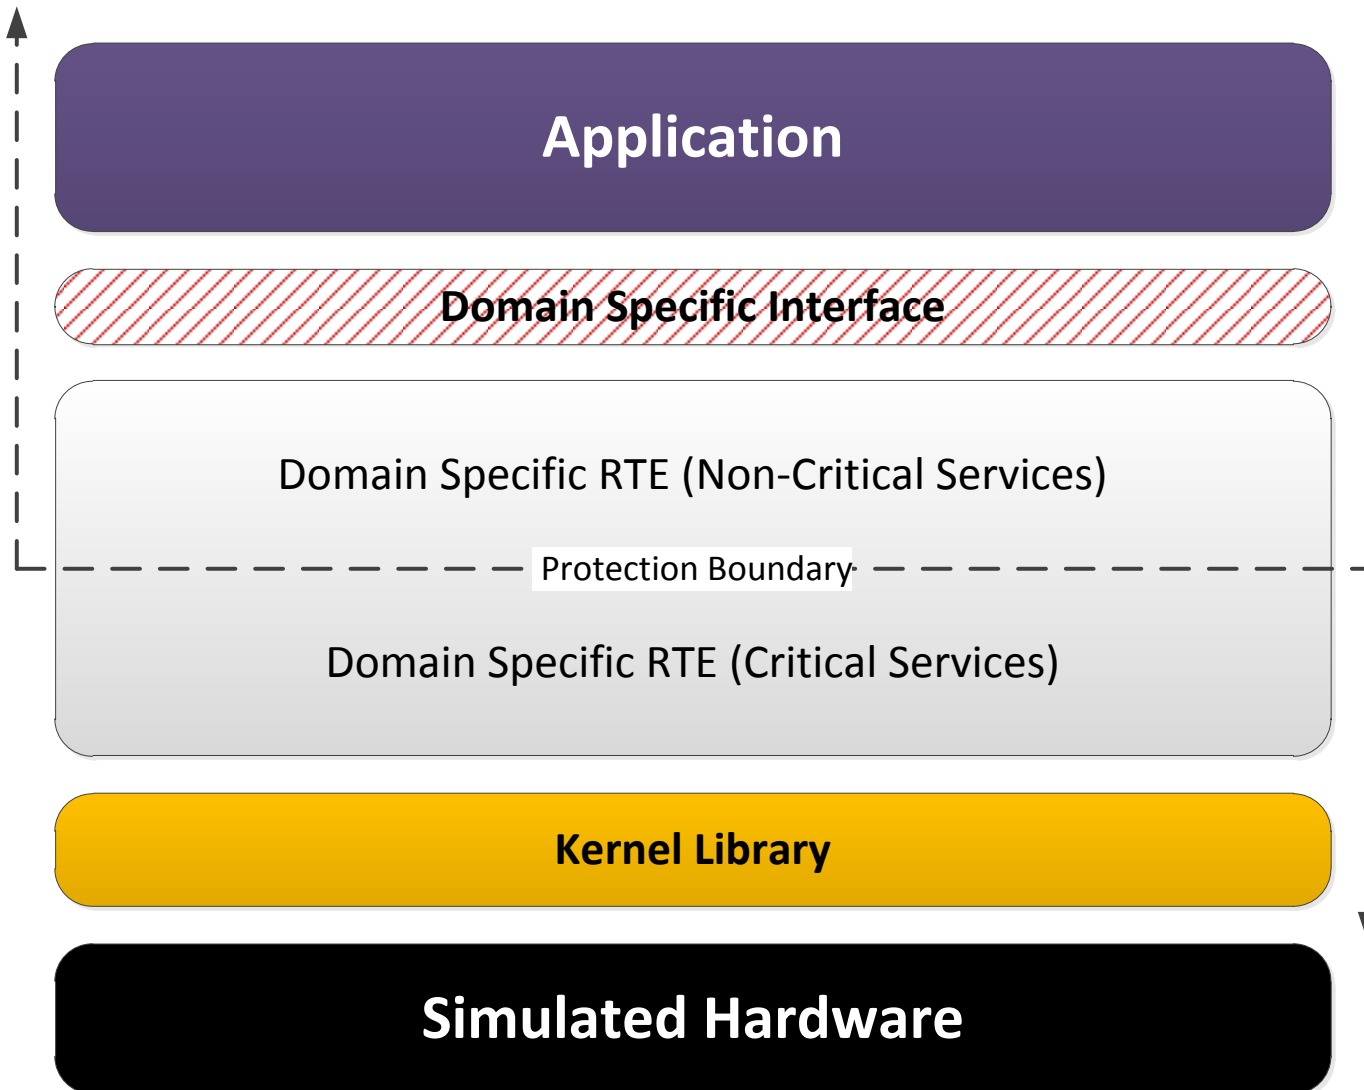 Application
Domain Specific Interface
Domain Specific RTE (Non-Critical Services)
Protection Boundary
Domain Specific RTE (Critical Services)
Kernel Library
Simulated Hardware